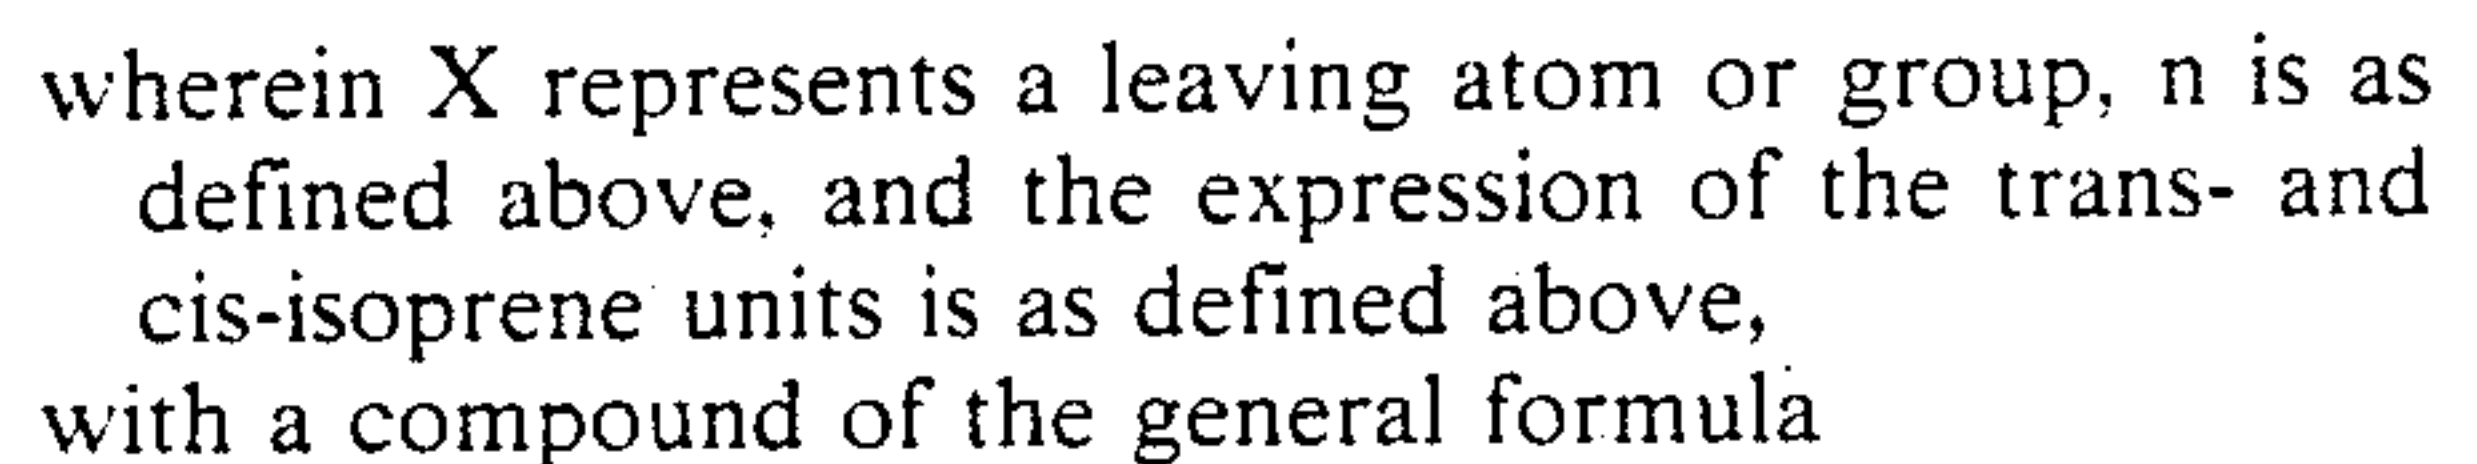 wherein X represents a leaving atom or group, n is as
defined above, and the expression of the trans- and
cis-isoprene units is as defined above,
with a compound of the general formula